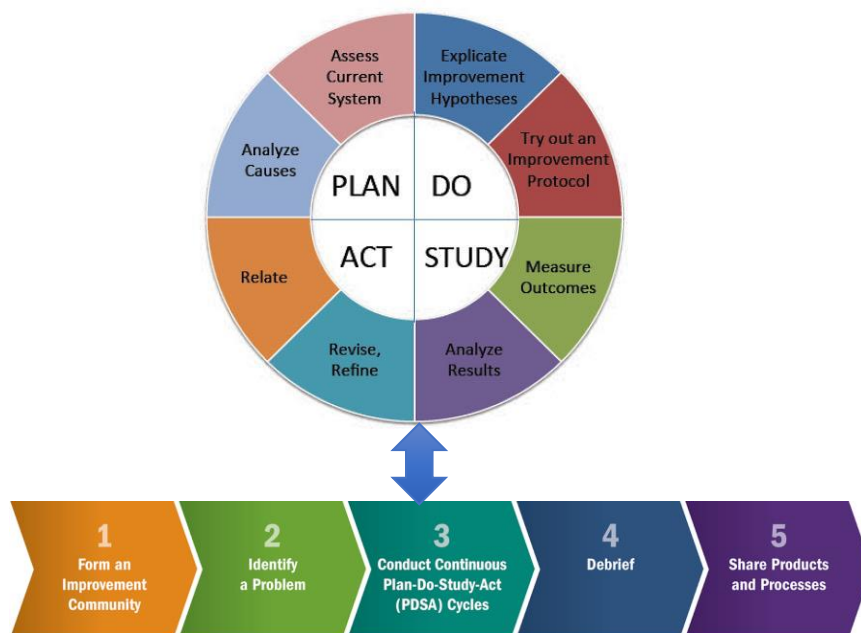 Assess
Current
System
Explicate
Improvement
Hypotheses
Analyze
Causes
Try out an
Improvement
Protocol
PLAN
DO
ACT
STUDY
Relate
Measure
Outcomes
Revise,
Refine
Analyze
Results
1
Form an
Improvement
Community
2
Identify
a Problem
3
Conduct Continuous
Plan-Do-Study-Act
(PDSA) Cycles
4
Debrief
5
Share Products
and Processes